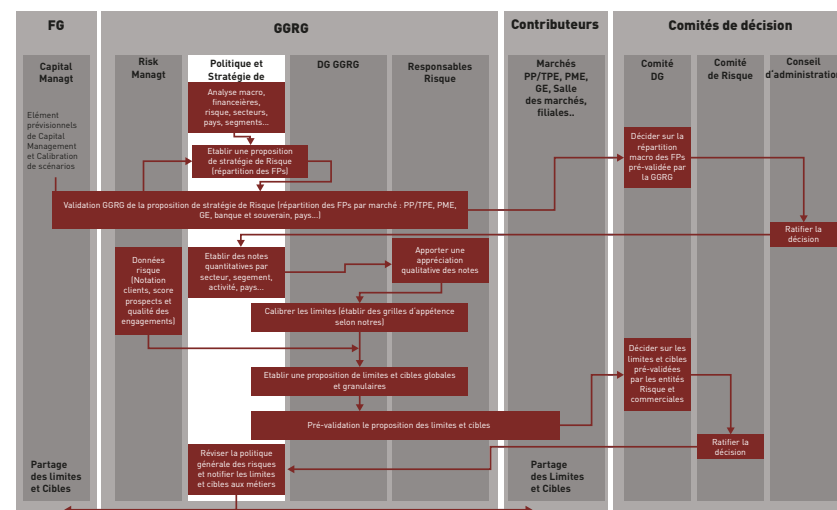 FG
GGRG
Contributeurs
Comités de décision
Capital
Managt
Risk
Managt
Politique et
Stratégie de
DG GGRG
Responsables
Risque
Marchés
PP/TPE, PME,
GE, Salle
des marchés,
filiales..
Comité
DG
Comité
de Risque
Conseil
d'administration
Analyse macro,
financeières,
risque, secteurs,
pays, segments...
Elément
prévisionnels
de Capital
Management
et Calibration
de scénarios
Etablir une proposition
de stratégie de Risque
(répartition des FPs)
Décider sur la
répartition
macro des FPs
pré-validée par
la GGRG
Validation GGRG de la proposition de stratégie de Risque (répartition des FPs par marché : PP/TPE, PME,
GE, banque et souverain, pays...)
Ratifier la
décision
Données
risque
(Notation
clients, score
prospects et
qualité des
engagements)
Etablir des notes
quantitatives par
secteur, segement,
activité, pays...
Apporter une
appréciation
qualitative des notes
Calibrer les limites (établir des grilles d'appétence
selon notres)
Etablir une proposition de limites et cibles globales
et granulaires
Décider sur les
limites et cibles
pré-validées
par les entités
Risque et
commerciales
Pré-validation le proposition des limites et cibles
Ratifier la
décision
Réviser la politique
générale des risques
et notifier les limites
et cibles aux métiers
Partage
des limites
et Cibles
Partage
des Limites
et Cibles